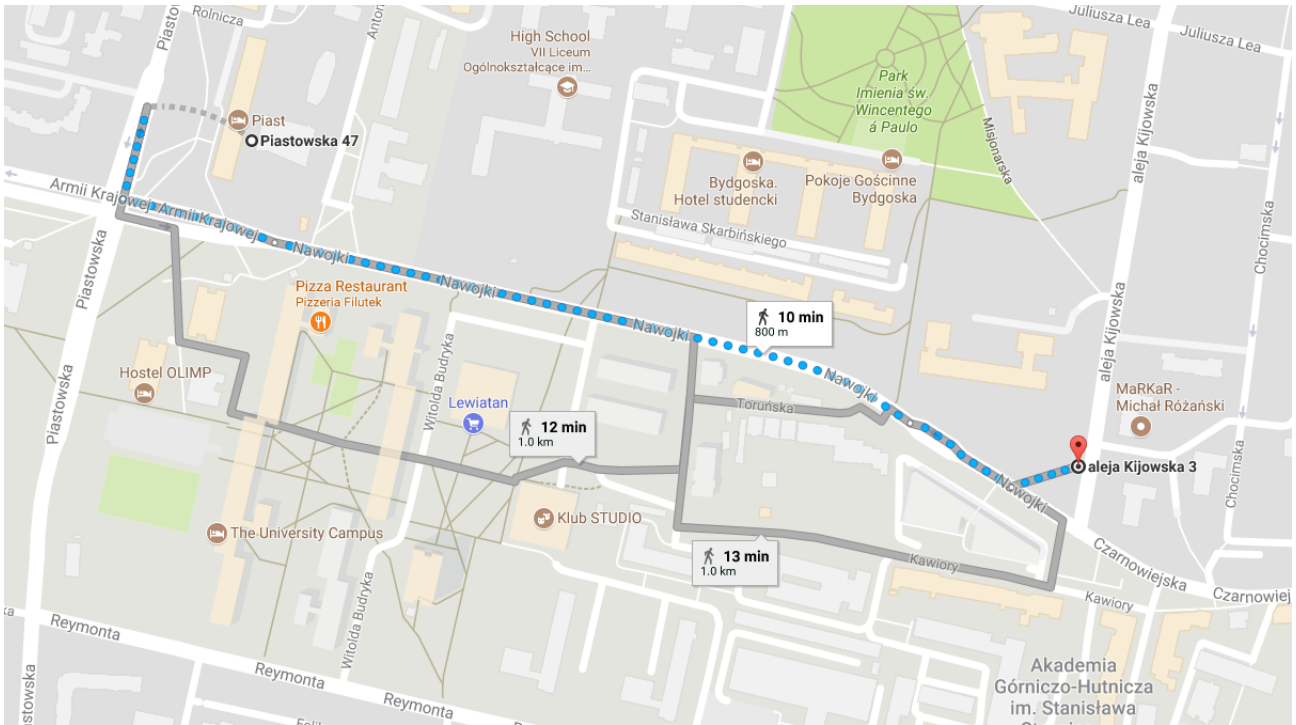 Rolnicza
Piastowska
Anton
High School
VII Liceum
Ogólnokształcące im...
Juliusza Lea
Juliusza Lea
Park
Imienia św.
Wincentego
á Paulo
Misjonarska
aleja Kijowska
Piast
Piastowska 47
Bydgoska.
Hotel studencki
Pokoje Gościnne
Bydgoska
Stanisława Skarbińskiego
Chocimska
Armii Krajowej
Armii Krajowej
Nawojki
Nawojki
Nawojki
Nawojki
Nawojki
Piastowska
Pizza Restaurant
Pizzeria Filutek
10 min
800 m
aleja Kijowska
Hostel OLIMP
Witolda Budryka
Lewiatan
Toruńska
MaRKaR -
Michał Różański
12 min
1.0 km
aleja Kijowska 3
Piastowska
Chocimska
Klub STUDIO
The University Campus
13 min
1.0 km
Kawiory
Czarnowiejska
Czarnowiej
Kawiory
Witolda Budryka
ka
Reymonta
Reymonta
Reymonta
Akademia
Górniczo-Hutnicza
im. Stanisława
astowska